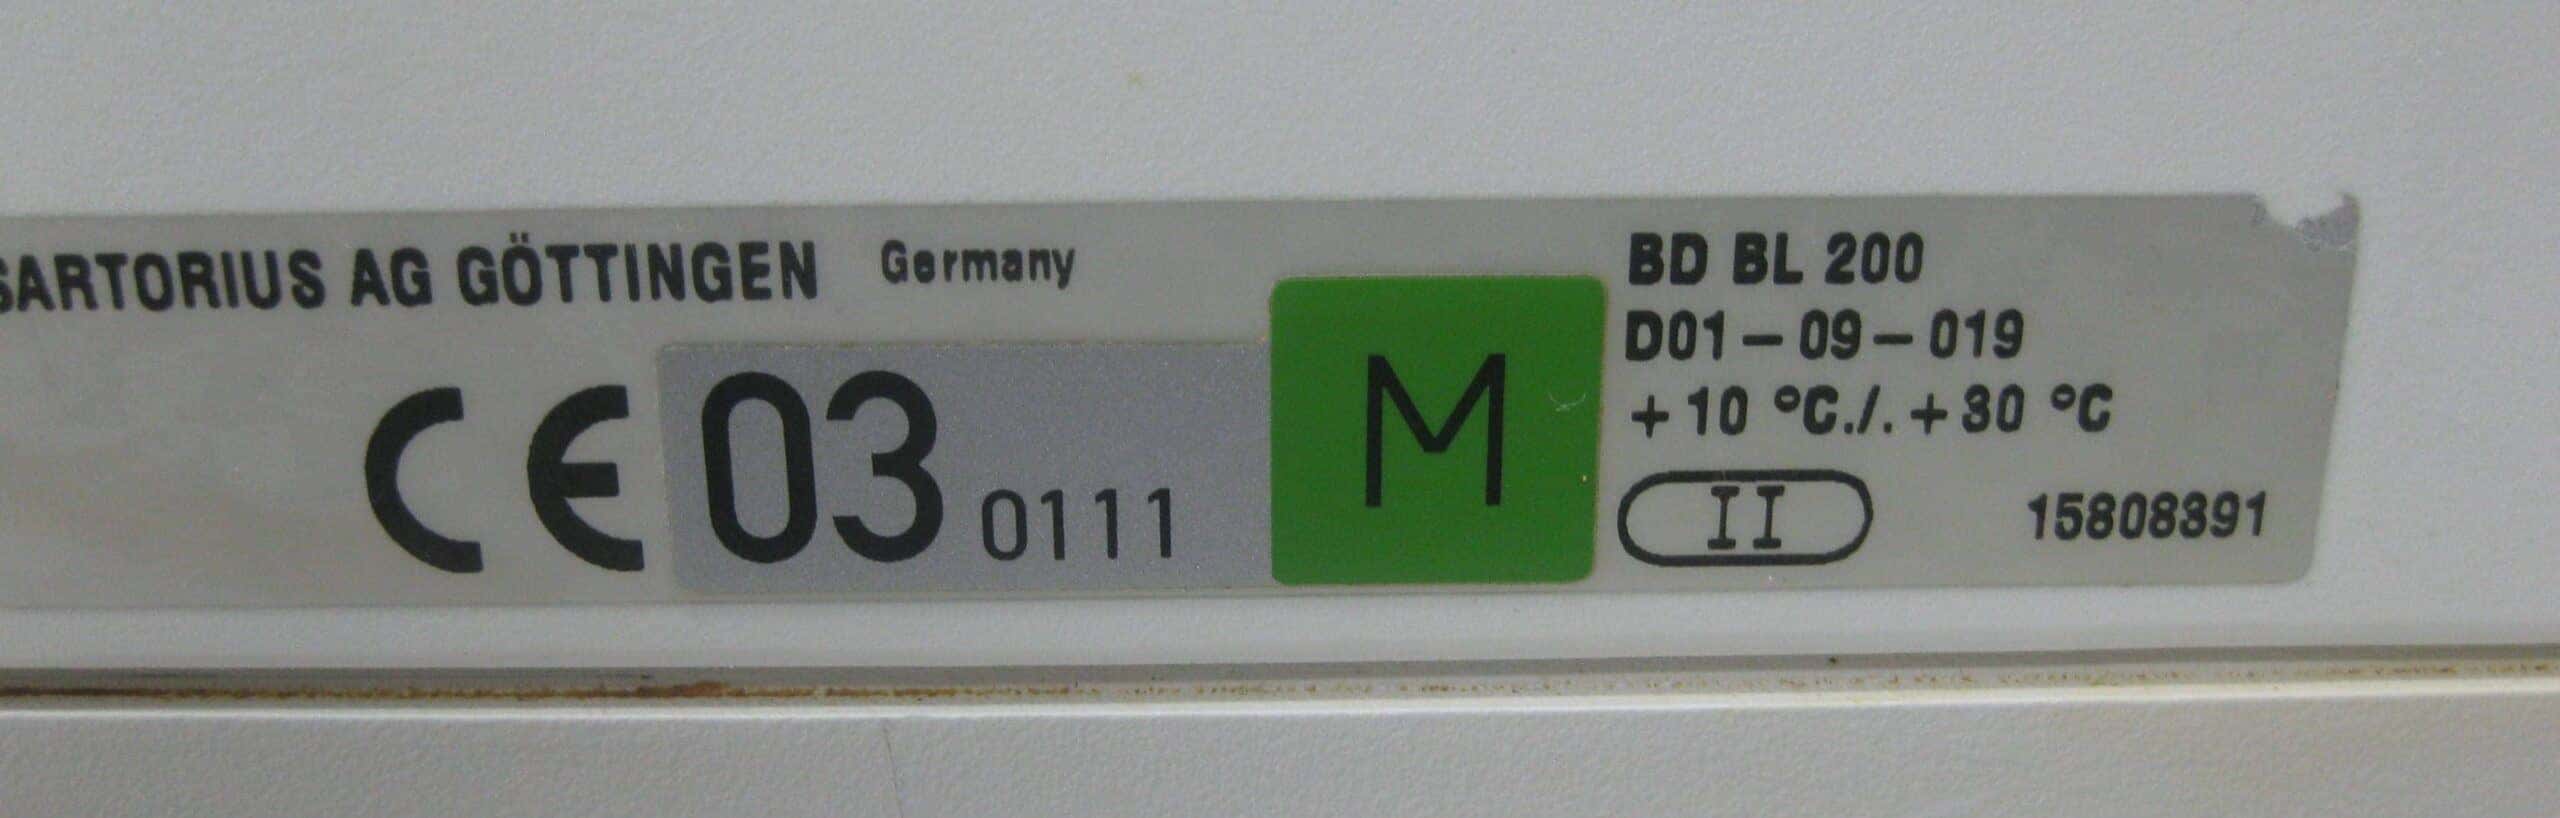 SARTORIUS AG GÖTTINGEN Germany
CE 03 0111
M
BD BL 200
D01-09-019
+10 °C./.+30 °C
II 15808391